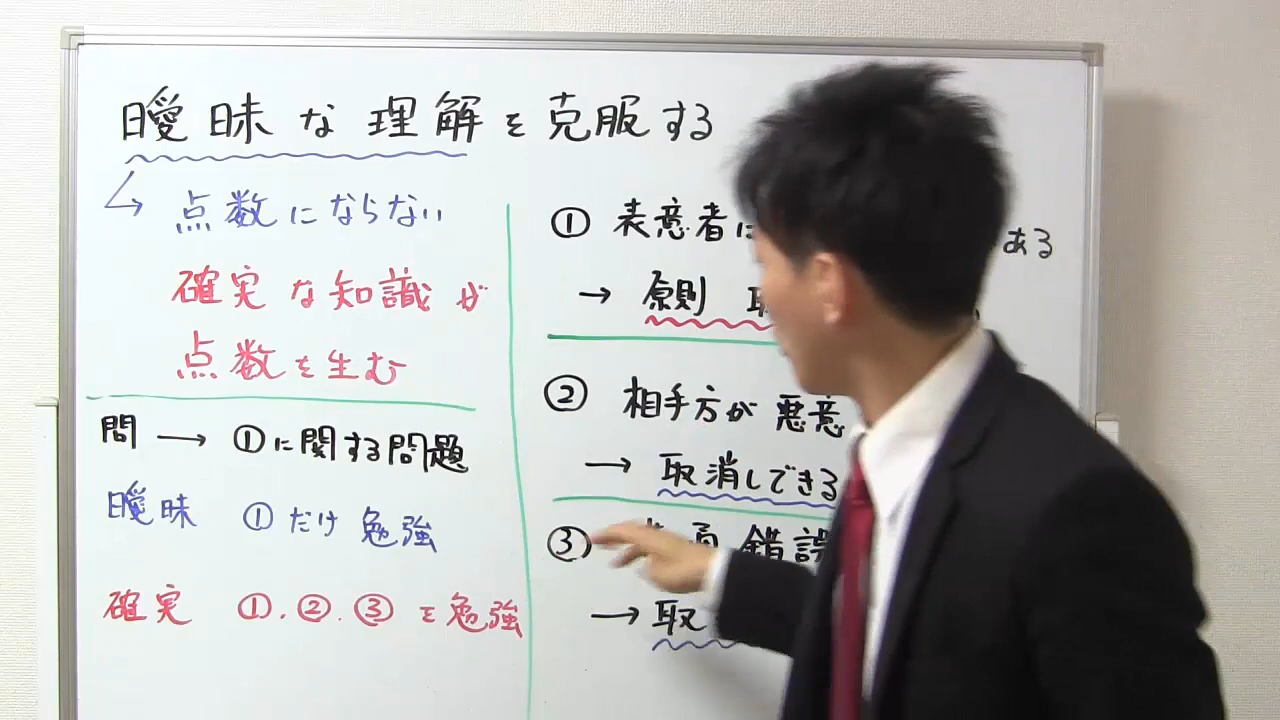 曖昧な理解を克服する
点数にならない
確実な知識が
点数を生む
問 → ①に関する問題
曖昧 ①だけ勉強
確実 ①.②.③を勉強
① 表意者に ある
→ 原則 取
② 相手方が悪意
→ 取消しできる
③ 錯誤
→ 取